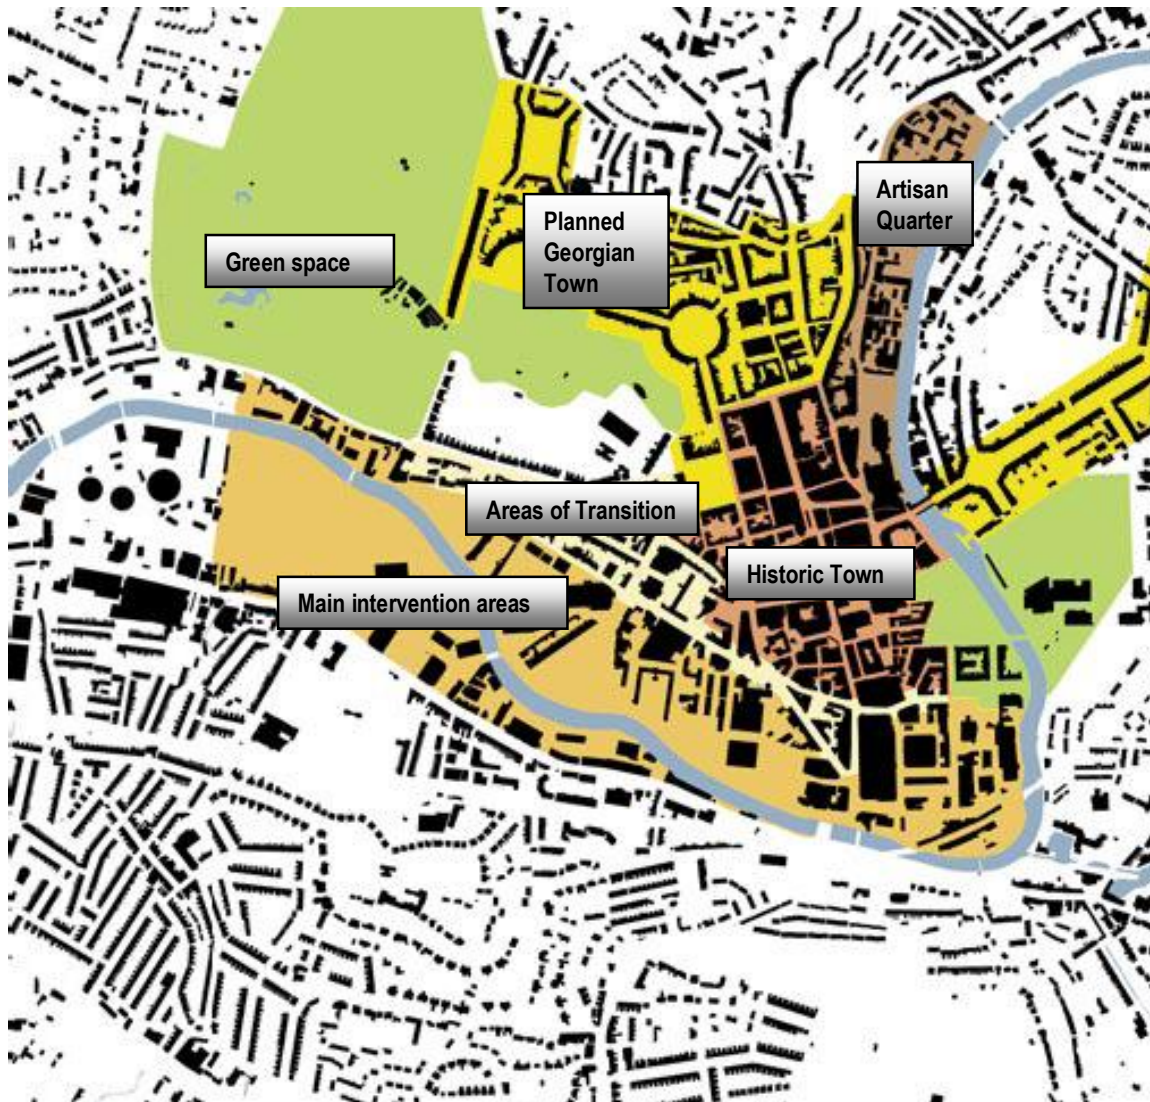 Artisan
Quarter
Planned
Georgian
Town
Green space
Areas of Transition
Historic Town
Main intervention areas